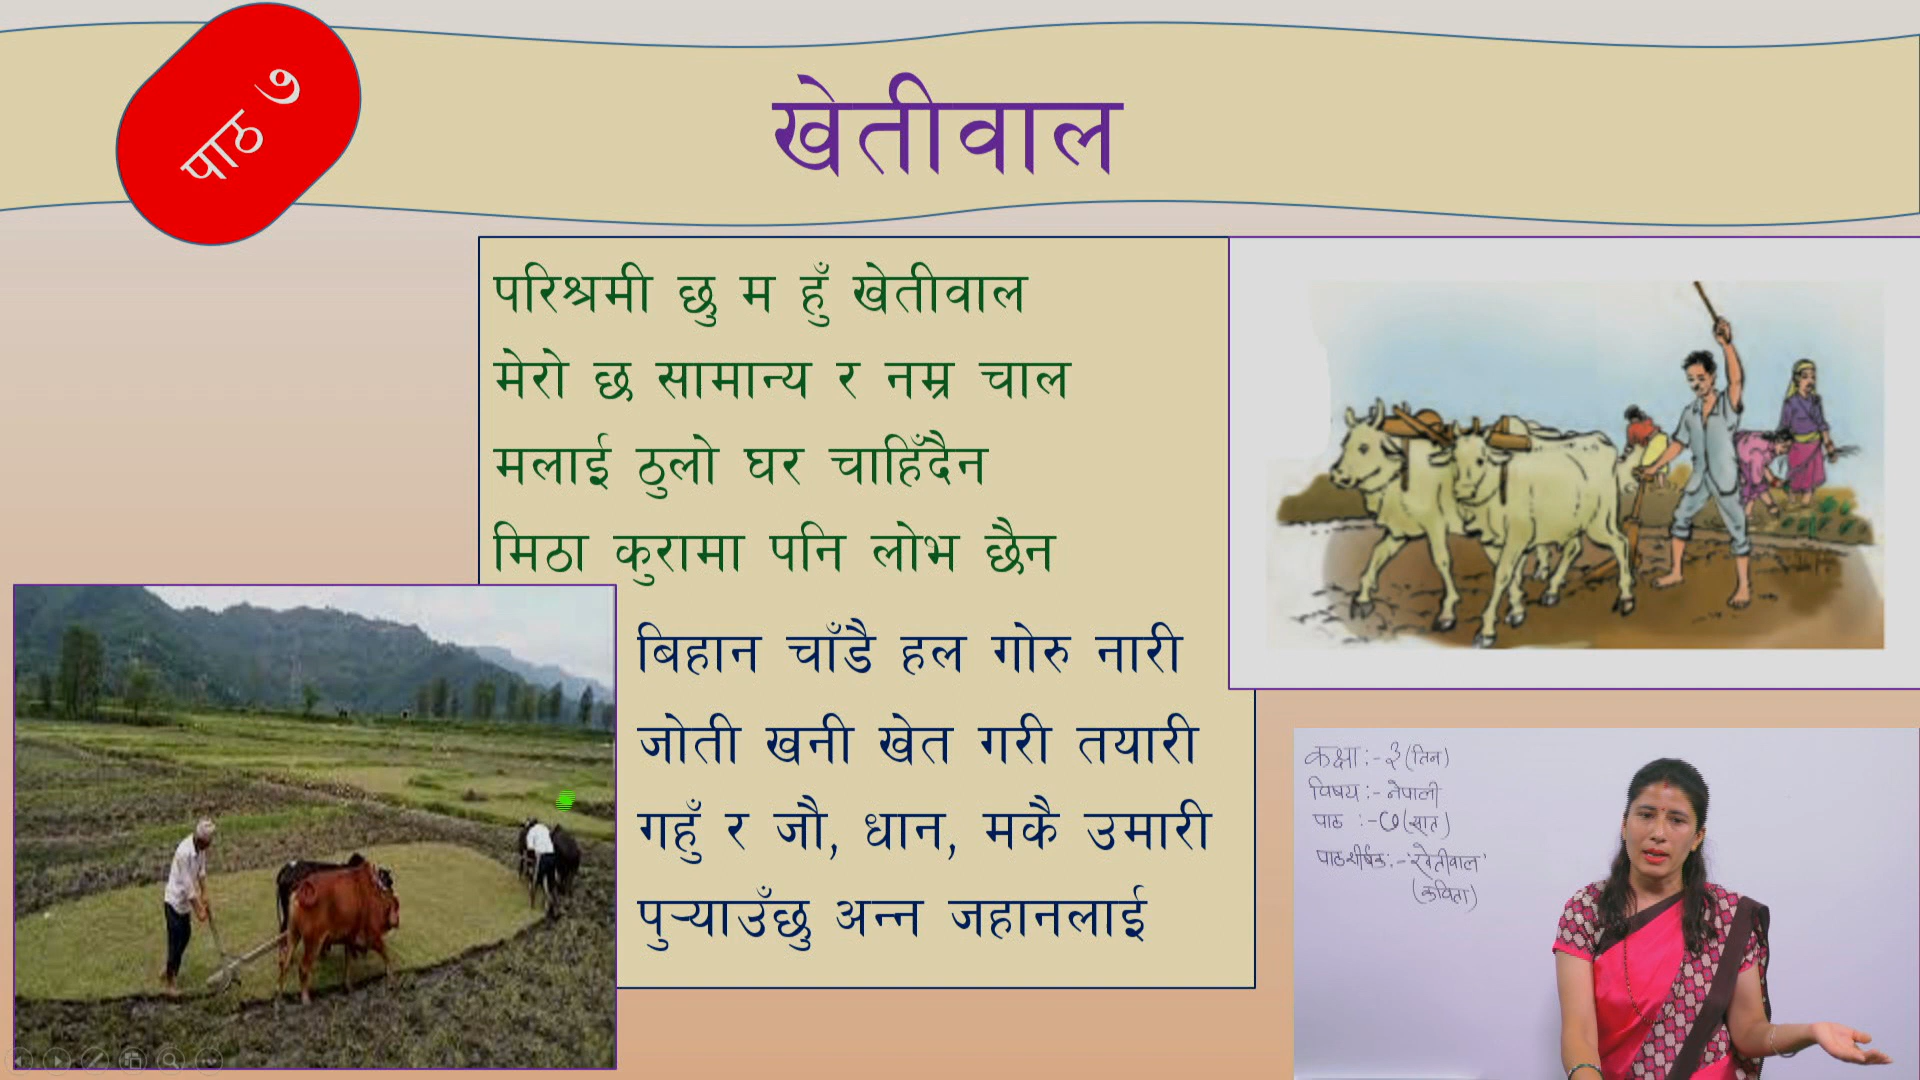 पाठ ७
खेतीवाल
परिश्रमी छु म हुँ खेतीवाल
मेरो छ सामान्य र नम्र चाल
मलाई ठुलो घर चाहिँदैन
मिठा कुरामा पनि लोभ छैन
बिहान चाँडै हल गोरु नारी
जोती खनी खेत गरी तयारी
गहुँ र जौ, धान, मकै उमारी
पुऱ्याउँछु अन्न जहानलाई
कक्षा :- ३ (तिन)
विषय :- नेपाली
पाठ :- ७ (सात)
पाठ शीर्षक :- 'खेतीवाल'
(कविता)